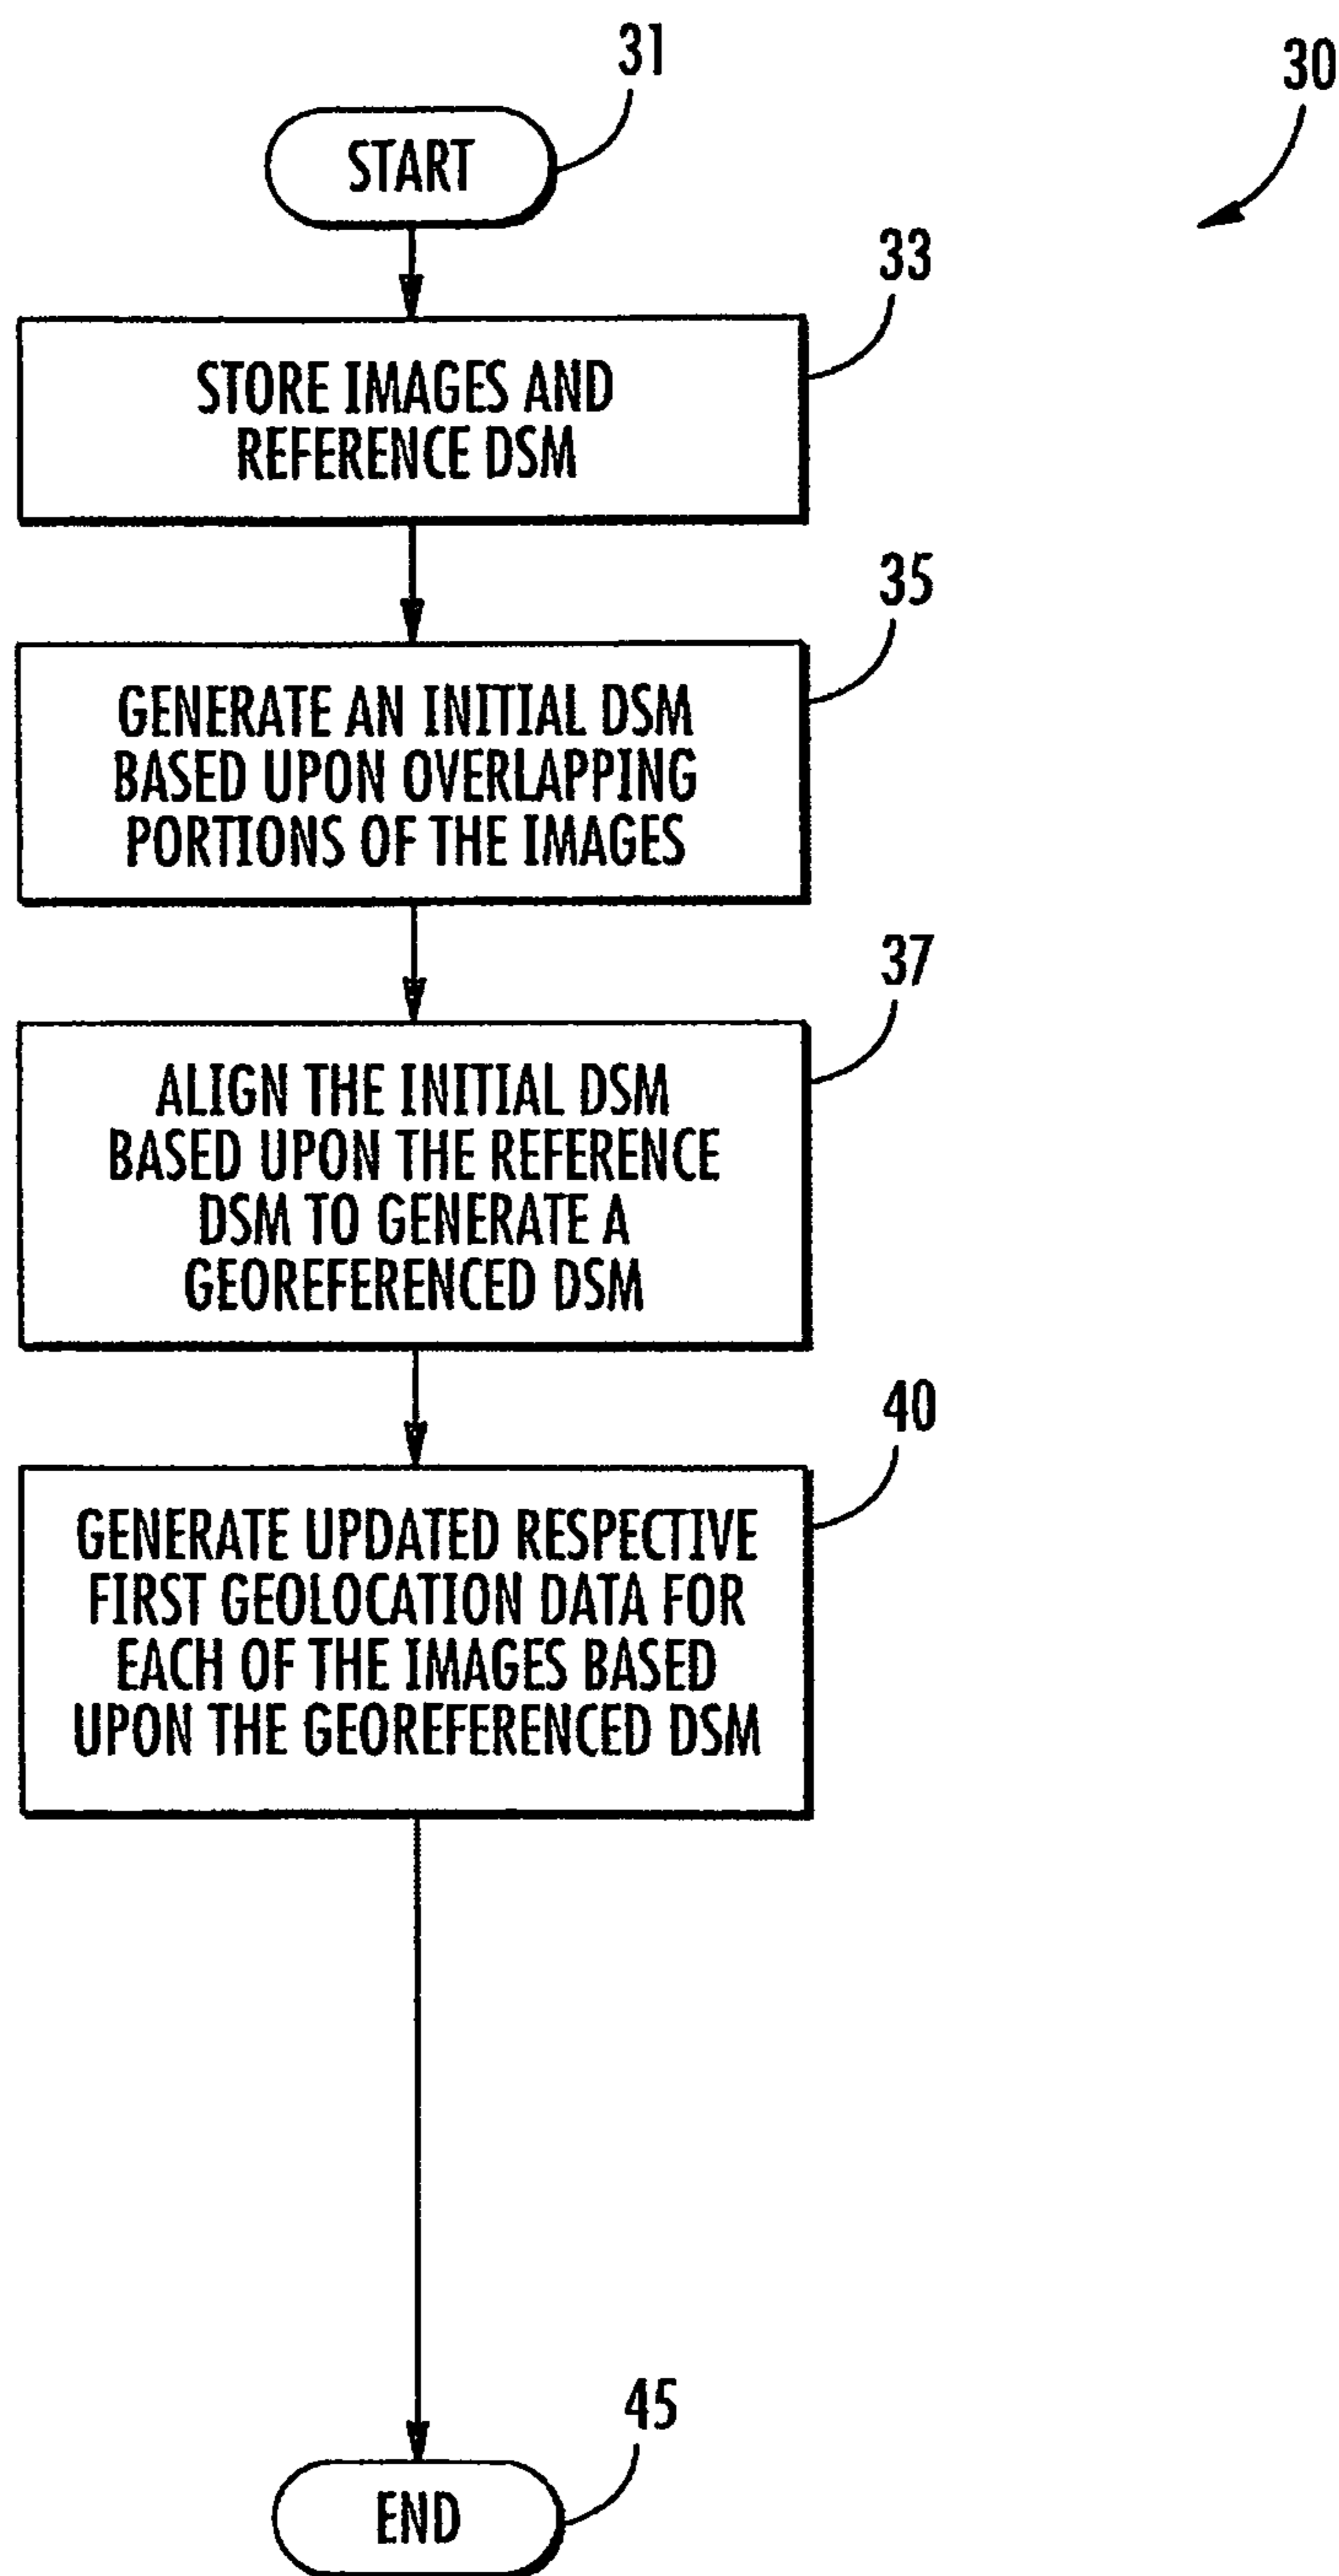 31
30
START
33
STORE IMAGES AND
REFERENCE DSM
35
GENERATE AN INITIAL DSM
BASED UPON OVERLAPPING
PORTIONS OF THE IMAGES
37
ALIGN THE INITIAL DSM
BASED UPON THE REFERENCE
DSM TO GENERATE A
GEOREFERENCED DSM
40
GENERATE UPDATED RESPECTIVE
FIRST GEOLOCATION DATA FOR
EACH OF THE IMAGES BASED
UPON THE GEOREFERENCED DSM
45
END